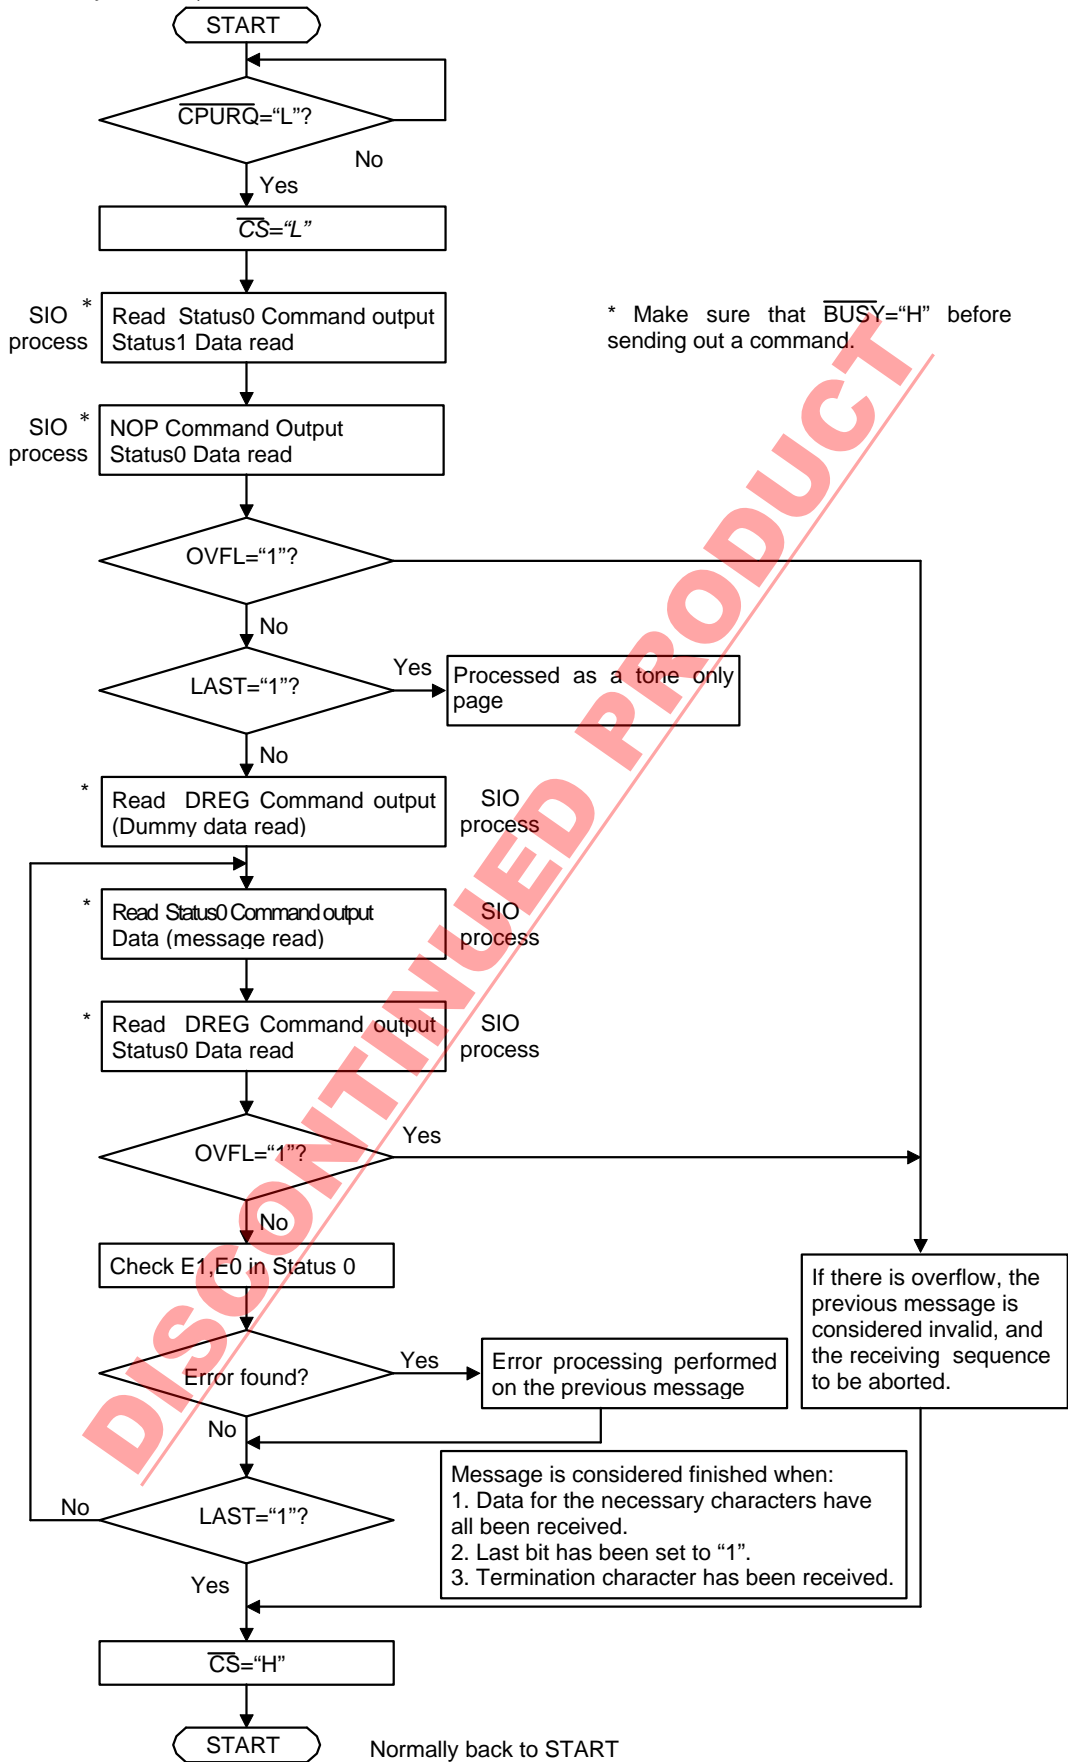 START
CPURQ=“L”?
No
Yes
CS=“L”
SIO
process
*
Read Status0 Command output
Status1 Data read
* Make sure that BUSY=“H” before
sending out a command.
SIO
process
*
NOP Command Output
Status0 Data read
OVFL=“1”?
No
LAST=“1”?
Yes
Processed as a tone only
page
No
*
Read DREG Command output
(Dummy data read)
SIO
process
*
Read Status0 Command output
Data (message read)
SIO
process
*
Read DREG Command output
Status0 Data read
SIO
process
OVFL=“1”?
Yes
No
Check E1,E0 in Status 0
If there is overflow, the
previous message is
considered invalid, and
the receiving sequence
to be aborted.
Error found?
Yes
Error processing performed
on the previous message
No
LAST=“1”?
No
Message is considered finished when:
1. Data for the necessary characters have
all been received.
2. Last bit has been set to “1”.
3. Termination character has been received.
Yes
CS=“H”
START
Normally back to START
DISCONTINUED PRODUCT